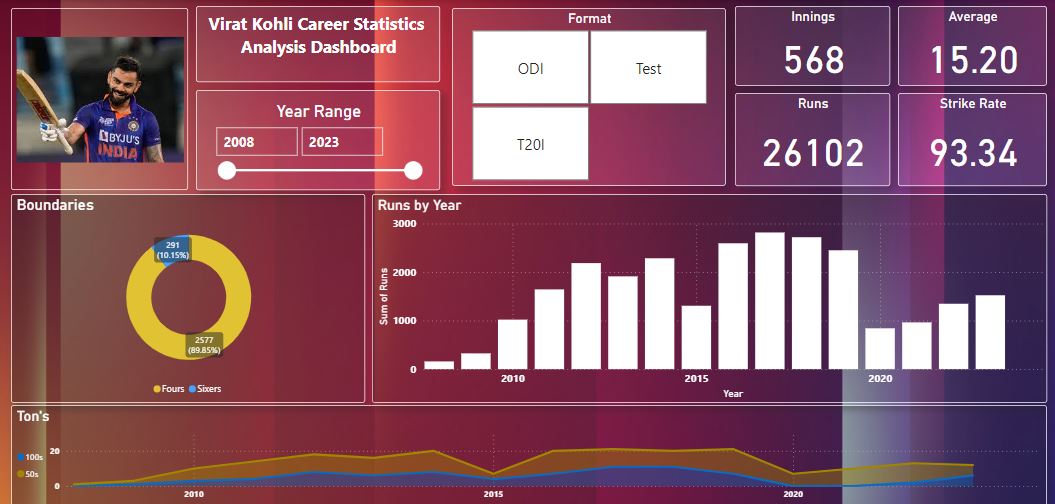 Virat Kohli Career Statistics
Analysis Dashboard
Year Range
2008
2023
Format
ODI
Test
T20I
Innings
568
Average
15.20
Runs
26102
Strike Rate
93.34
BYJU'S
INDIA
Boundaries
291
(10.15%)
2577
(89.85%)
Fours
Sixers
Runs by Year
Sum of Runs
3000
2000
1000
0
2010
2015
2020
Year
Ton's
100s
50s
20
0
2010
2015
2020